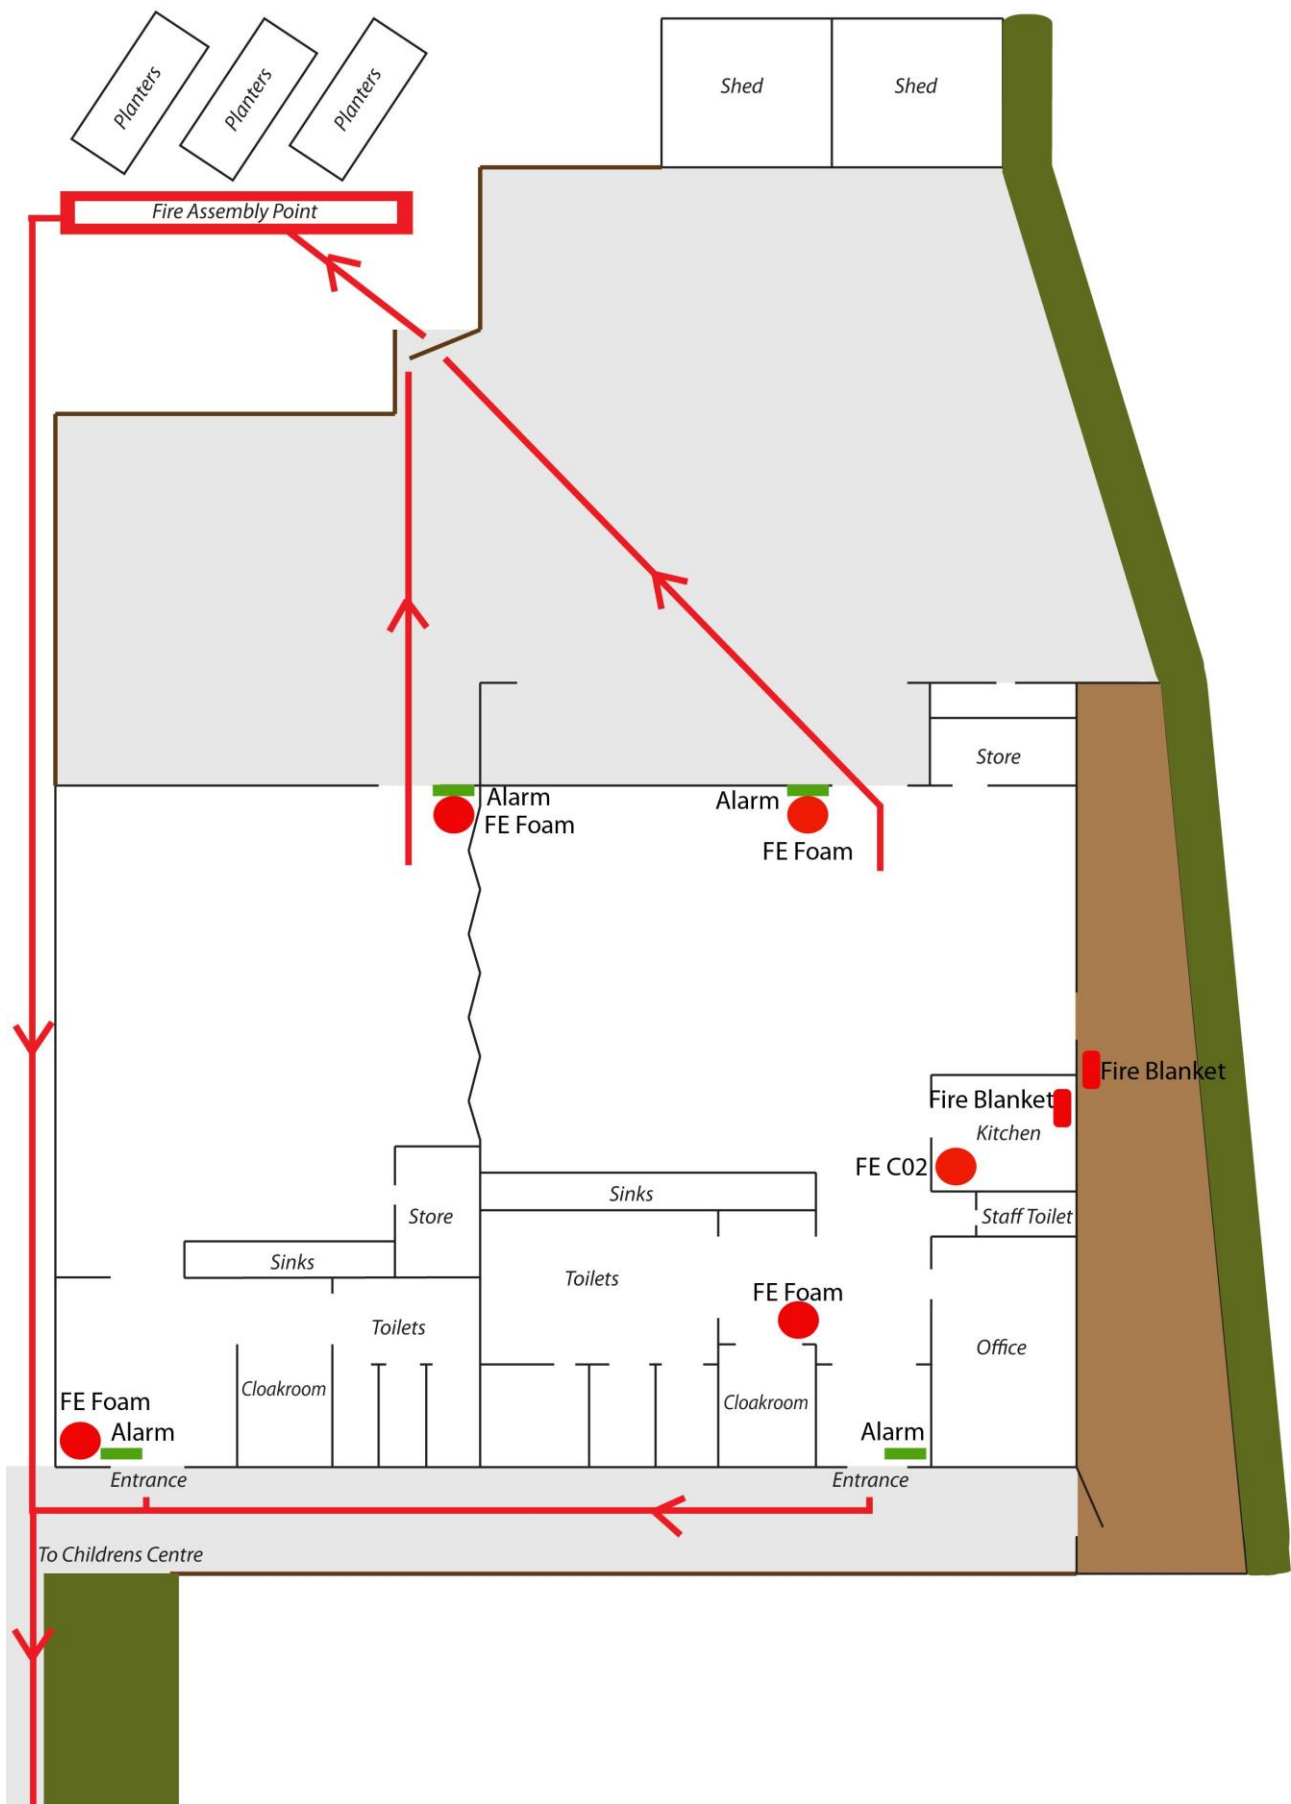 Planters
Planters
Planters
Shed
Shed
Fire Assembly Point
Store
Alarm
FE Foam
Alarm
FE Foam
Fire Blanket
Fire Blanket
Kitchen
FE C02
Sinks
Store
Staff Toilet
Sinks
Toilets
FE Foam
Toilets
Office
Cloakroom
Cloakroom
FE Foam
Alarm
Alarm
Entrance
Entrance
To Childrens Centre